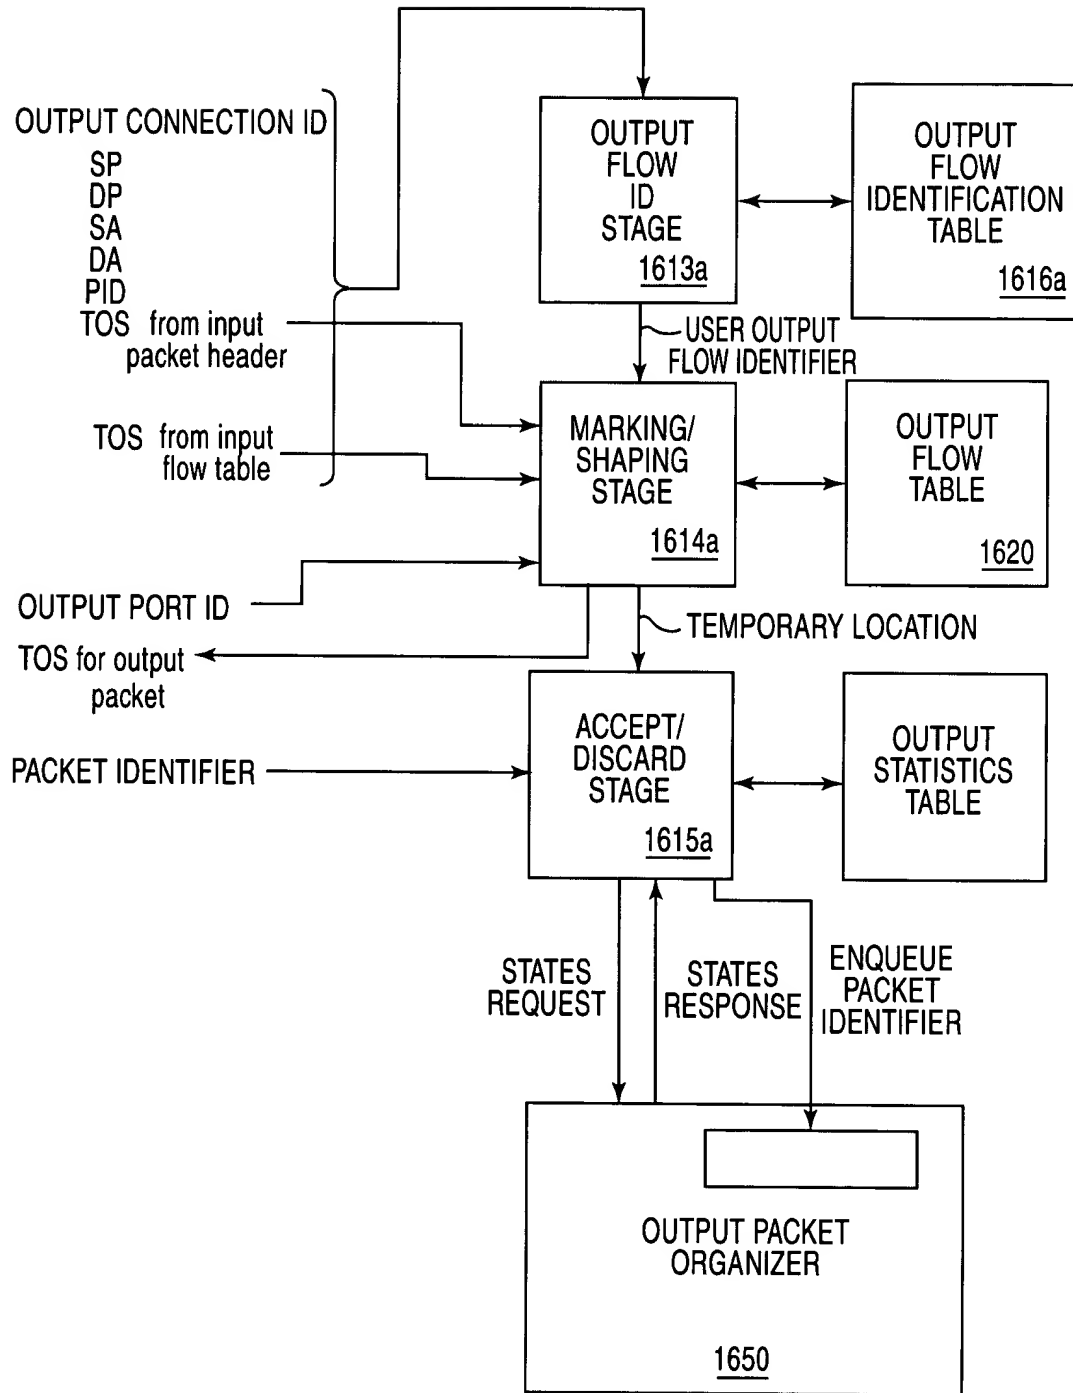 OUTPUT CONNECTION ID
SP
DP
SA
DA
PID
TOS from input
packet header
TOS from input
flow table
OUTPUT PORT ID
TOS for output
packet
PACKET IDENTIFIER
OUTPUT
FLOW
ID
STAGE
1613a
OUTPUT
FLOW
IDENTIFICATION
TABLE
1616a
USER OUTPUT
FLOW IDENTIFIER
MARKING/
SHAPING
STAGE
1614a
OUTPUT
FLOW
TABLE
1620
TEMPORARY LOCATION
ACCEPT/
DISCARD
STAGE
1615a
OUTPUT
STATISTICS
TABLE
STATES
REQUEST
STATES
RESPONSE
ENQUEUE
PACKET
IDENTIFIER
OUTPUT PACKET
ORGANIZER
1650